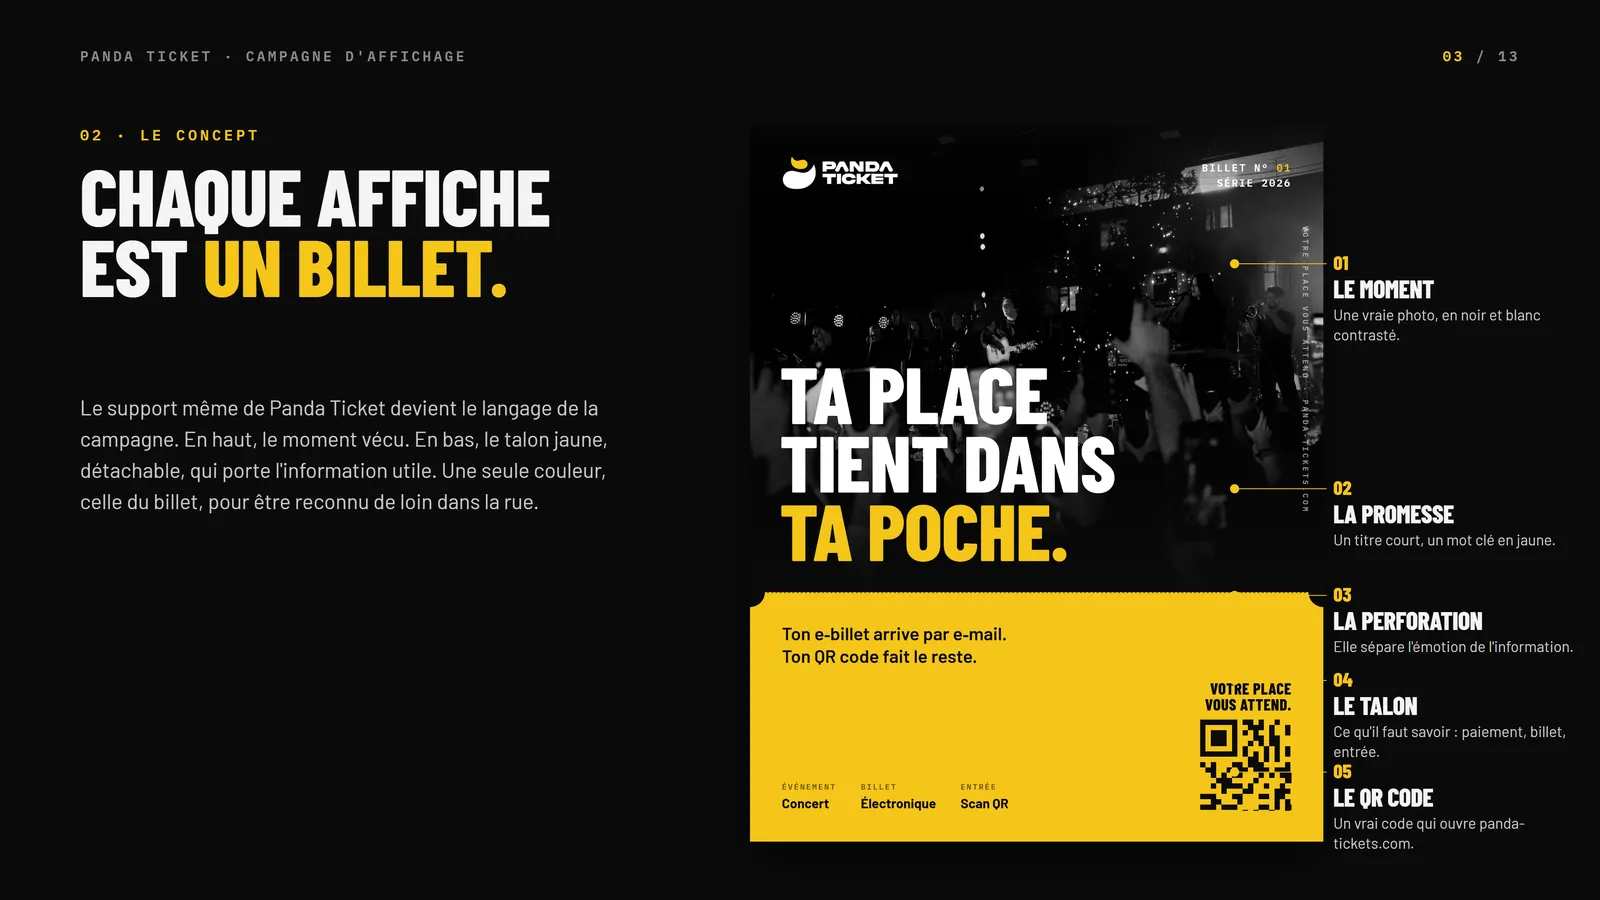 PANDA TICKET · CAMPAGNE D'AFFICHAGE
03 / 13
02 · LE CONCEPT
CHAQUE AFFICHE
EST UN BILLET.
Le support même de Panda Ticket devient le langage de la
campagne. En haut, le moment vécu. En bas, le talon jaune,
détachable, qui porte l'information utile. Une seule couleur,
celle du billet, pour être reconnu de loin dans la rue.
PANDA
TICKET
BILLET N° 01
SÉRIE 2026
VOTRE PLACE VOUS ATTEND · PANDA-TICKETS.COM
TA PLACE
TIENT DANS
TA POCHE.
Ton e-billet arrive par e-mail.
Ton QR code fait le reste.
VOTRE PLACE
VOUS ATTEND.
ÉVÉNEMENT
Concert
BILLET
Électronique
ENTRÉE
Scan QR
01
LE MOMENT
Une vraie photo, en noir et blanc
contrasté.
02
LA PROMESSE
Un titre court, un mot clé en jaune.
03
LA PERFORATION
Elle sépare l'émotion de l'information.
04
LE TALON
Ce qu'il faut savoir : paiement, billet,
entrée.
05
LE QR CODE
Un vrai code qui ouvre panda-
tickets.com.